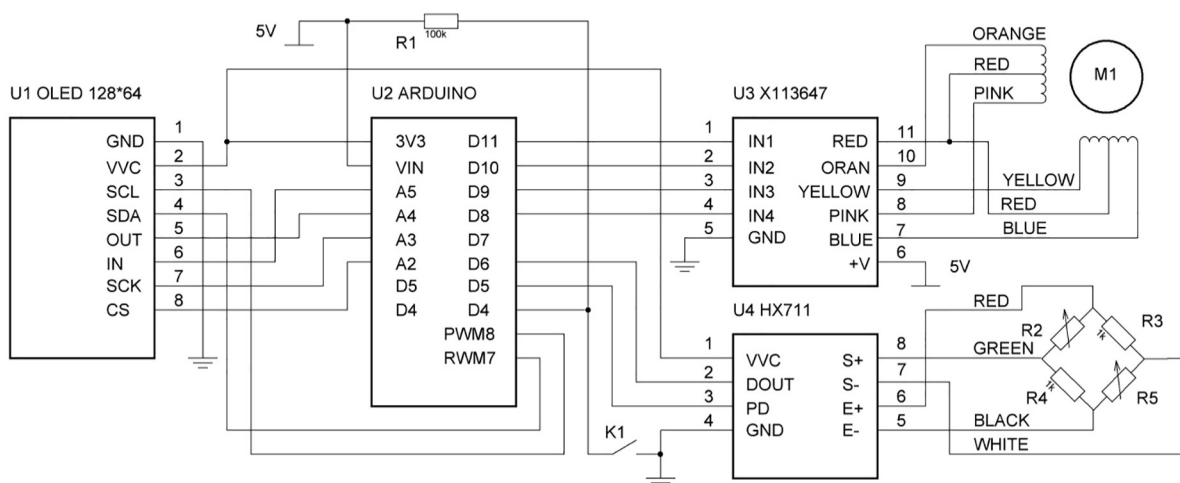 5V
R1
100k
ORANGE
RED
PINK
M1
U1 OLED 128*64
GND 1
VVC 2
SCL 3
SDA 4
OUT 5
IN 6
SCK 7
CS 8
U2 ARDUINO
3V3 D11
VIN D10
A5 D9
A4 D8
A3 D7
A2 D6
D5 D5
D4 D4
PWM8
RWM7
U3 X113647
1 IN1 RED 11
2 IN2 ORAN 10
3 IN3 YELLOW 9
4 IN4 PINK 8
5 GND BLUE 7
+V 6
YELLOW
RED
BLUE
5V
U4 HX711
1 VVC S+ 8
2 DOUT S- 7
3 PD E+ 6
4 GND E- 5
RED
GREEN
BLACK
WHITE
R2
R3
1k
R4
1k
R5
K1